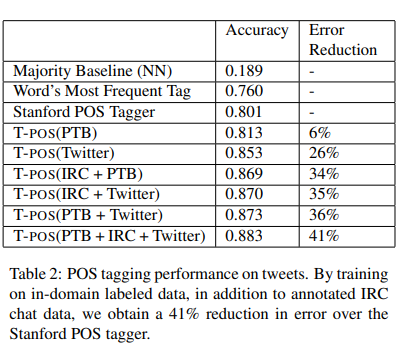 Accuracy Error
Reduction
Majority Baseline (NN) 0.189 -
Word's Most Frequent Tag 0.760 -
Stanford POS Tagger 0.801 -
T-POS(PTB) 0.813 6%
T-POS(Twitter) 0.853 26%
T-POS(IRC + PTB) 0.869 34%
T-POS(IRC + Twitter) 0.870 35%
T-POS(PTB + Twitter) 0.873 36%
T-POS(PTB + IRC + Twitter) 0.883 41%
Table 2: POS tagging performance on tweets. By training
on in-domain labeled data, in addition to annotated IRC
chat data, we obtain a 41% reduction in error over the
Stanford POS tagger.